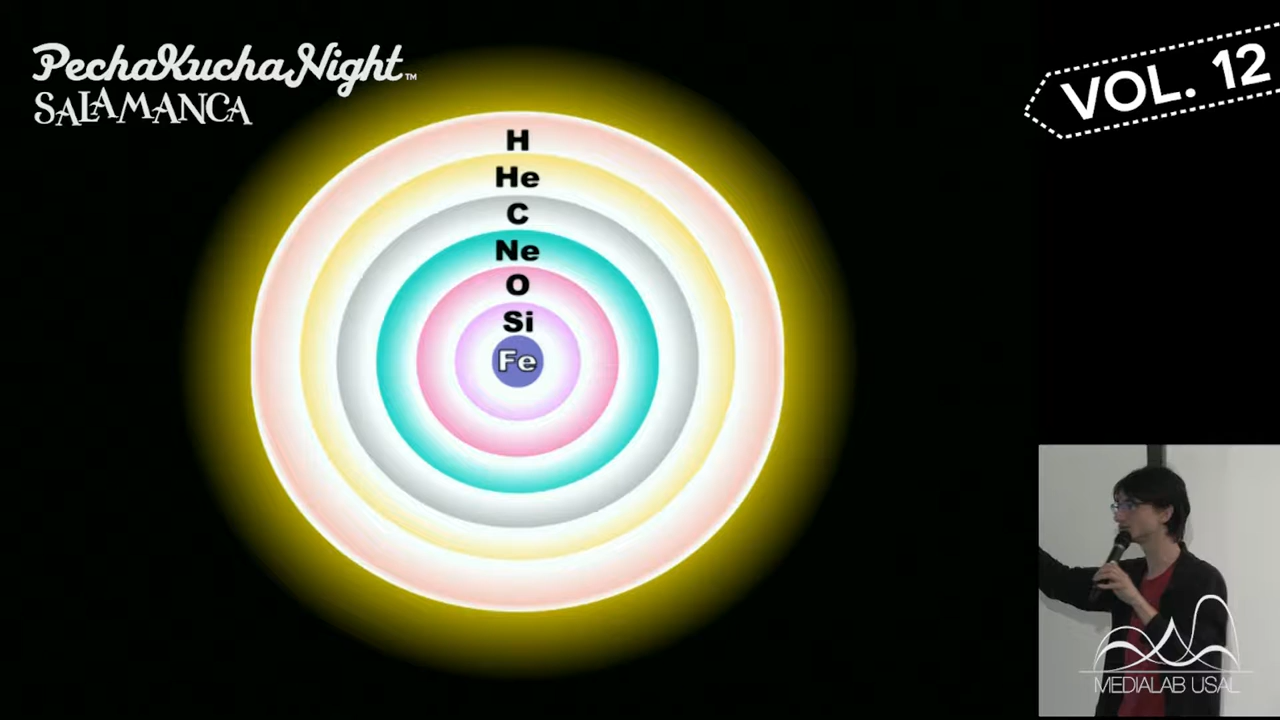 PechaKucha Night™
SALAMANCA
VOL. 12
H
He
C
Ne
O
Si
Fe
MEDIALAB USAL